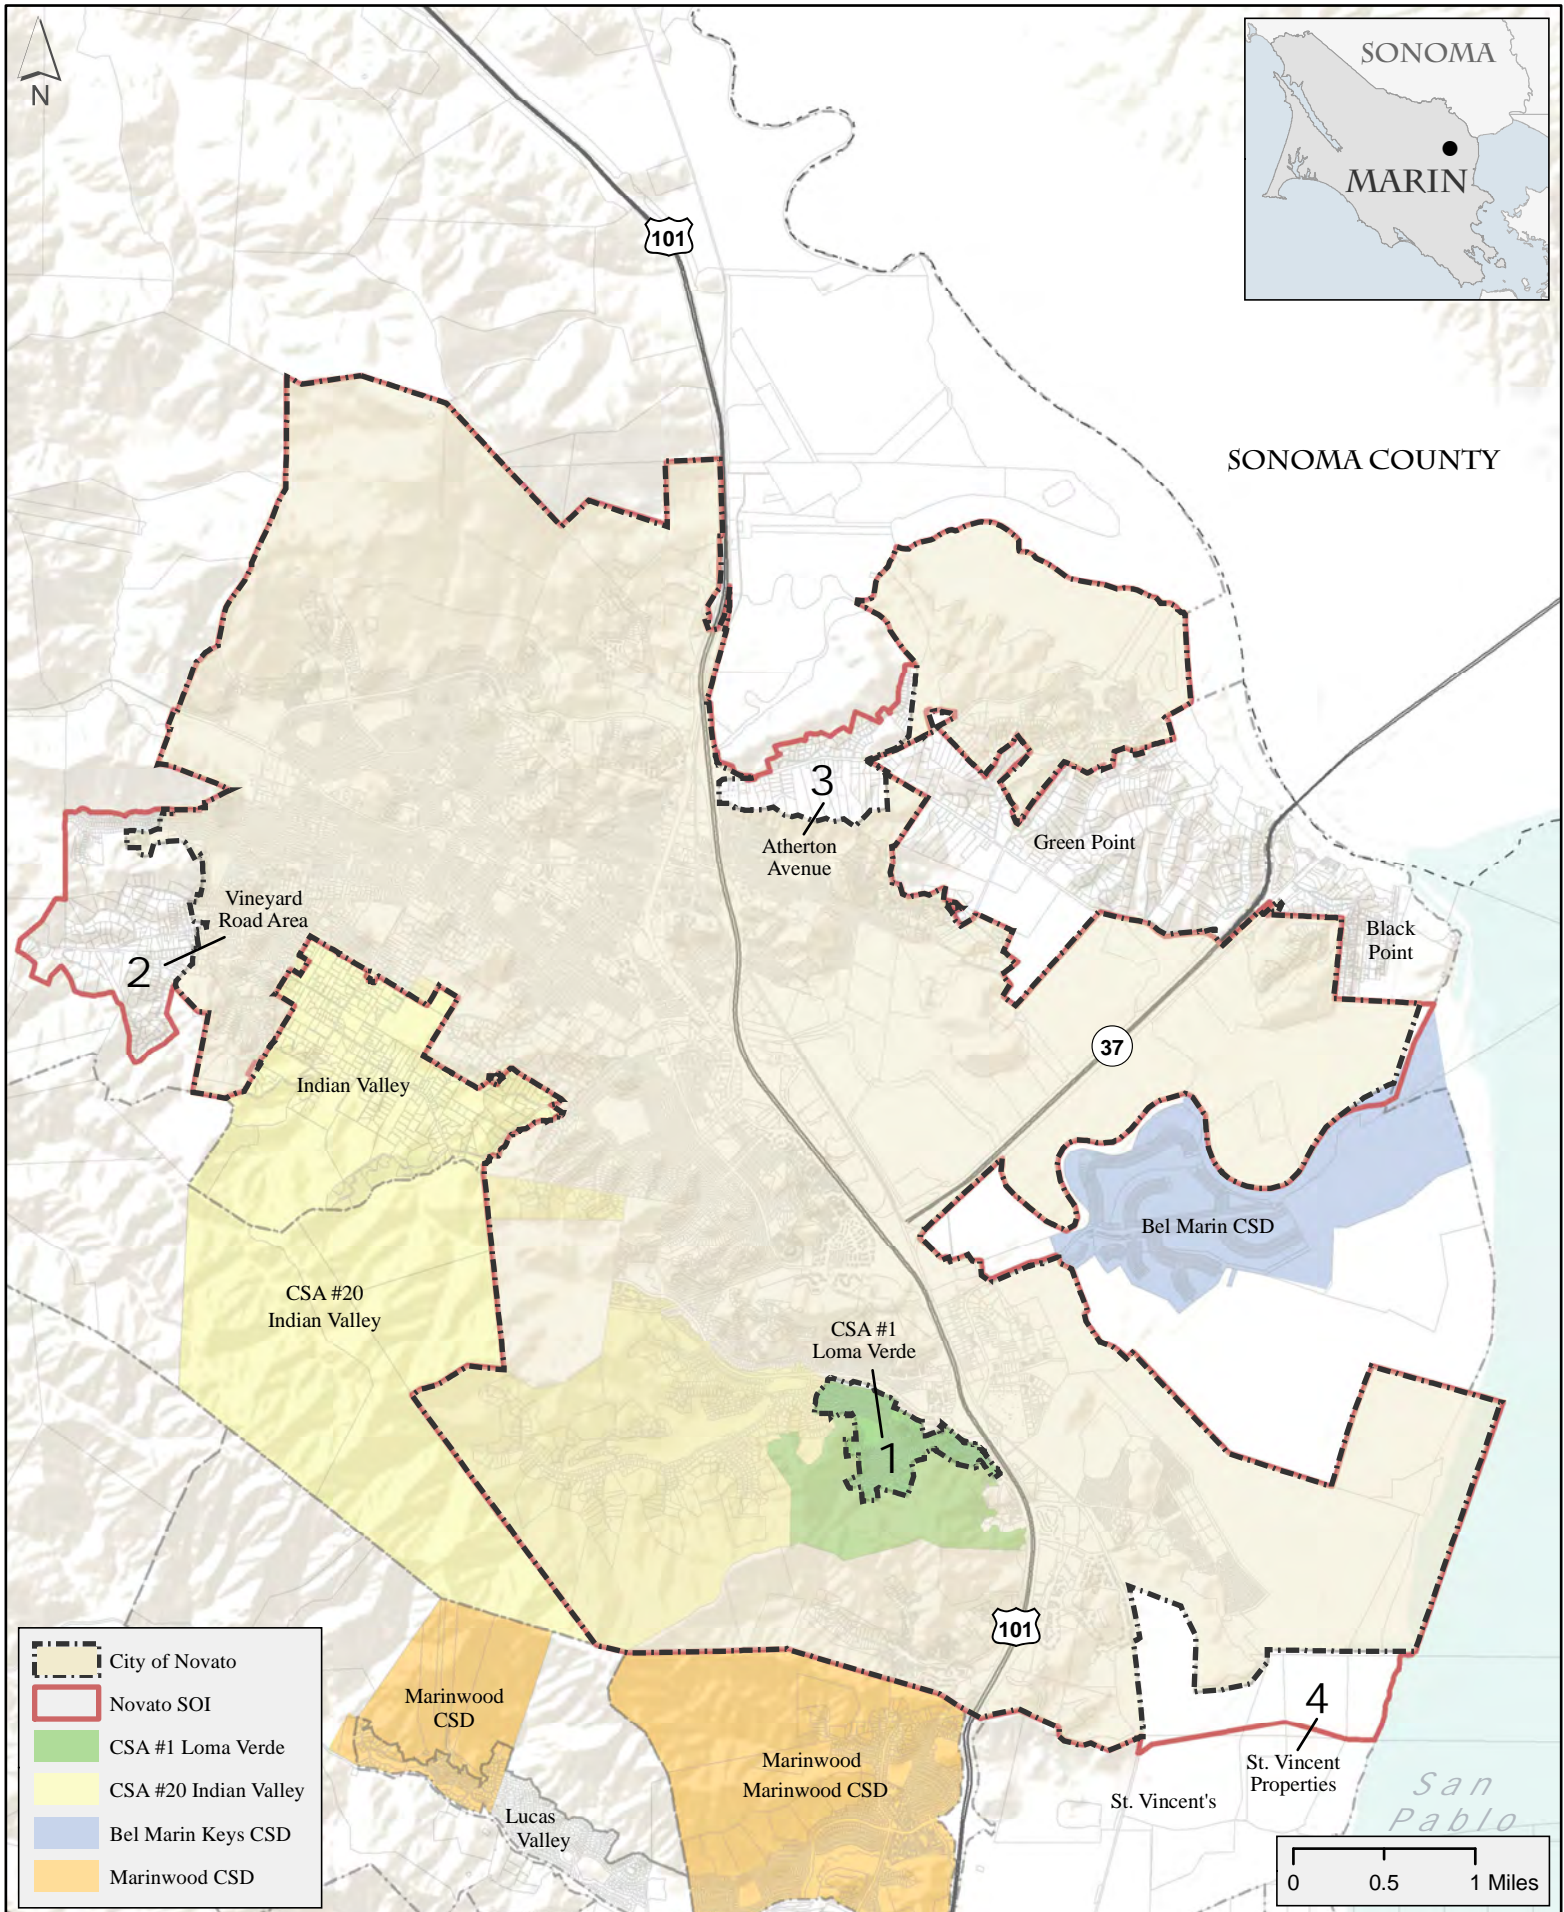 N
SONOMA
MARIN
101
SONOMA COUNTY
3
Atherton
Avenue
Green Point
Vineyard
Road Area
2
Black
Point
37
Indian Valley
Bel Marin CSD
CSA #20
Indian Valley
CSA #1
Loma Verde
1
101
City of Novato
Novato SOI
CSA #1 Loma Verde
CSA #20 Indian Valley
Bel Marin Keys CSD
Marinwood CSD
Marinwood
CSD
Lucas
Valley
Marinwood
Marinwood CSD
4
St. Vincent
Properties
St. Vincent's
San
Pablo
0 0.5 1 Miles